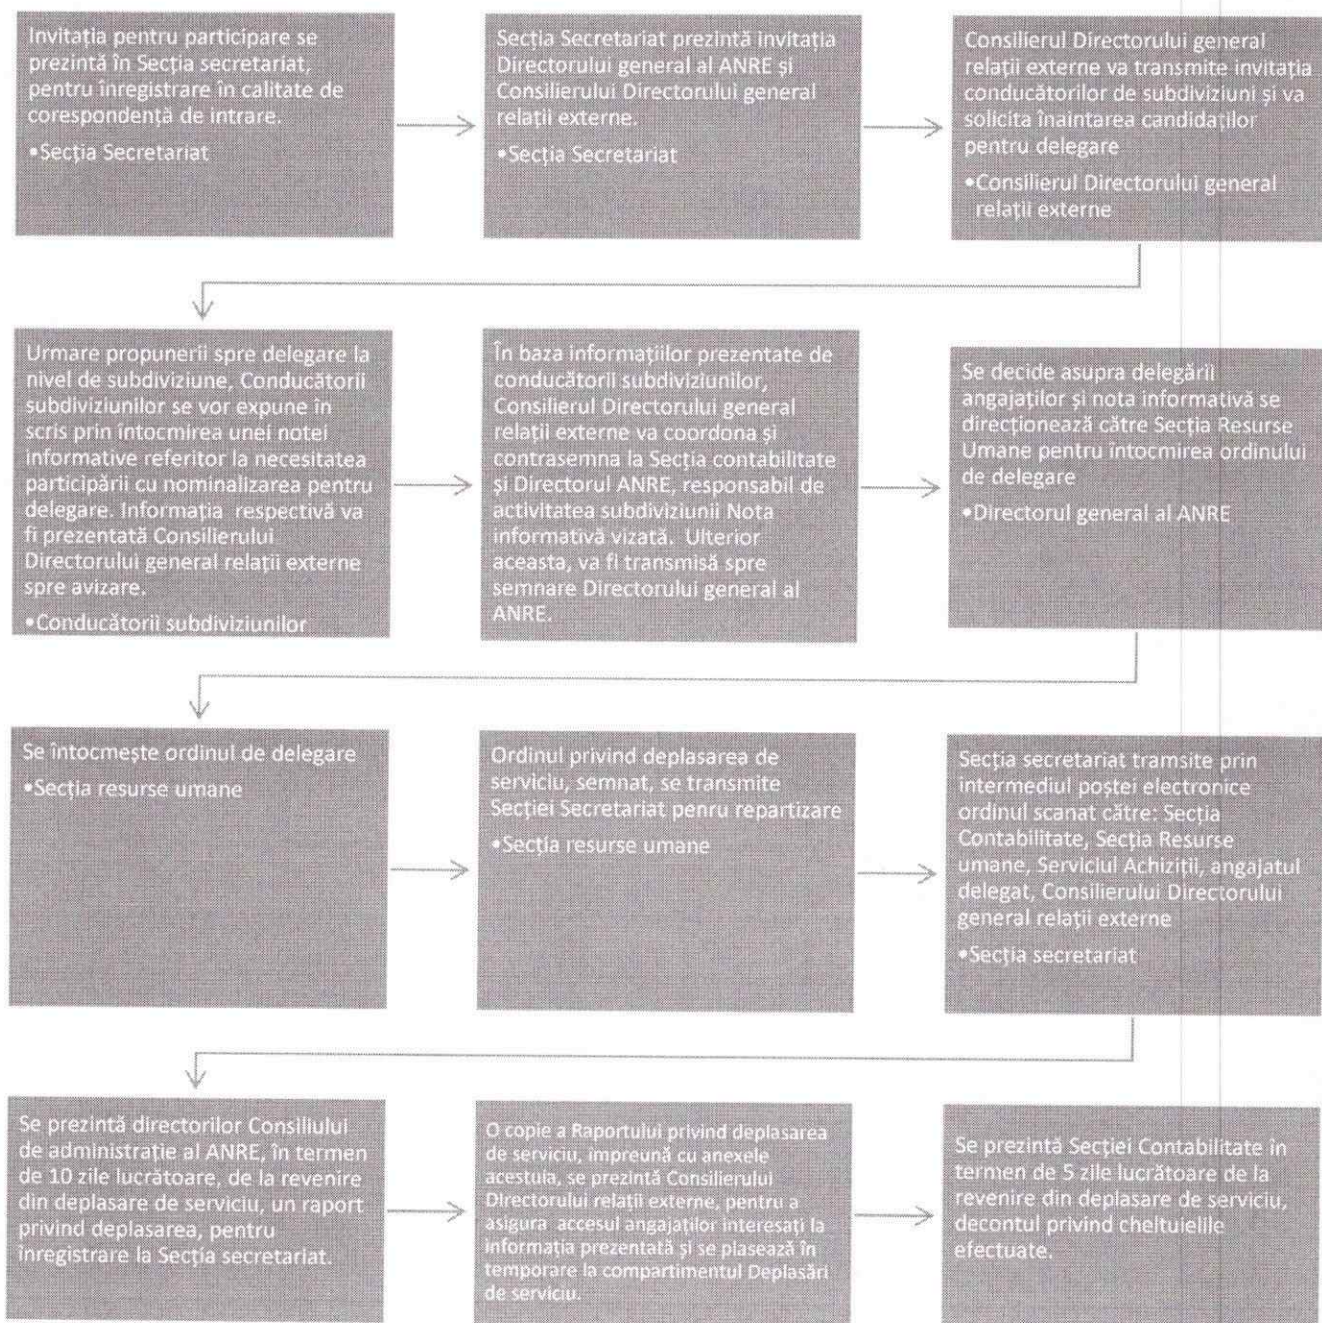 Invitația pentru participare se
prezintă în Secția secretariat,
pentru înregistrare în calitate de
corespondență de intrare.
•Secția Secretariat
Secția Secretariat prezintă invitația
Directorului general al ANRE și
Consilierului Directorului general
relații externe.
•Secția Secretariat
Consilierul Directorului general
relații externe va transmite invitația
conducătorilor de subdiviziuni și va
solicita înaintarea candidaților
pentru delegare
•Consilierul Directorului general
relații externe
Urmare propunerii spre delegare la
nivel de subdiviziune, Conducătorii
subdiviziunilor se vor expune în
scris prin întocmirea unei notei
informative referitor la necesitatea
participării cu nominalizarea pentru
delegare. Informația respectivă va
fi prezentată Consilierului
Directorului general relații externe
spre avizare.
•Conducătorii subdiviziunilor
În baza informațiilor prezentate de
conducătorii subdiviziunilor,
Consilierul Directorului general
relații externe va coordona și
contrasemna la Secția contabilitate
și Directorul ANRE, responsabil de
activitatea subdiviziunii Nota
informativă vizată. Ulterior
aceasta, va fi transmisă spre
semnare Directorului general al
ANRE.
Se decide asupra delegării
angajaților și nota informativă se
direcționează către Secția Resurse
Umane pentru întocmirea ordinului
de delegare
•Directorul general al ANRE
Se întocmește ordinul de delegare
•Secția resurse umane
Ordinul privind deplasarea de
serviciu, semnat, se transmite
Secției Secretariat penru repartizare
•Secția resurse umane
Secția secretariat tramsite prin
intermediul poștei electronice
ordinul scanat către: Secția
Contabilitate, Secția Resurse
umane, Serviciul Achiziții, angajatul
delegat, Consilierului Directorului
general relații externe
•Secția secretariat
Se prezintă directorilor Consiliului
de administrație al ANRE, în termen
de 10 zile lucrătoare, de la revenire
din deplasare de serviciu, un raport
privind deplasarea, pentru
înregistrare la Secția secretariat.
O copie a Raportului privind deplasarea
de serviciu, împreună cu anexele
acestuia, se prezintă Consilierului
Directorului relații externe, pentru a
asigura accesul angajaților interesați la
informația prezentată și se plasează în
temporare la compartimentul Deplasări
de serviciu.
Se prezintă Secției Contabilitate în
termen de 5 zile lucrătoare de la
revenire din deplasare de serviciu,
decontul privind cheltuielile
efectuate.